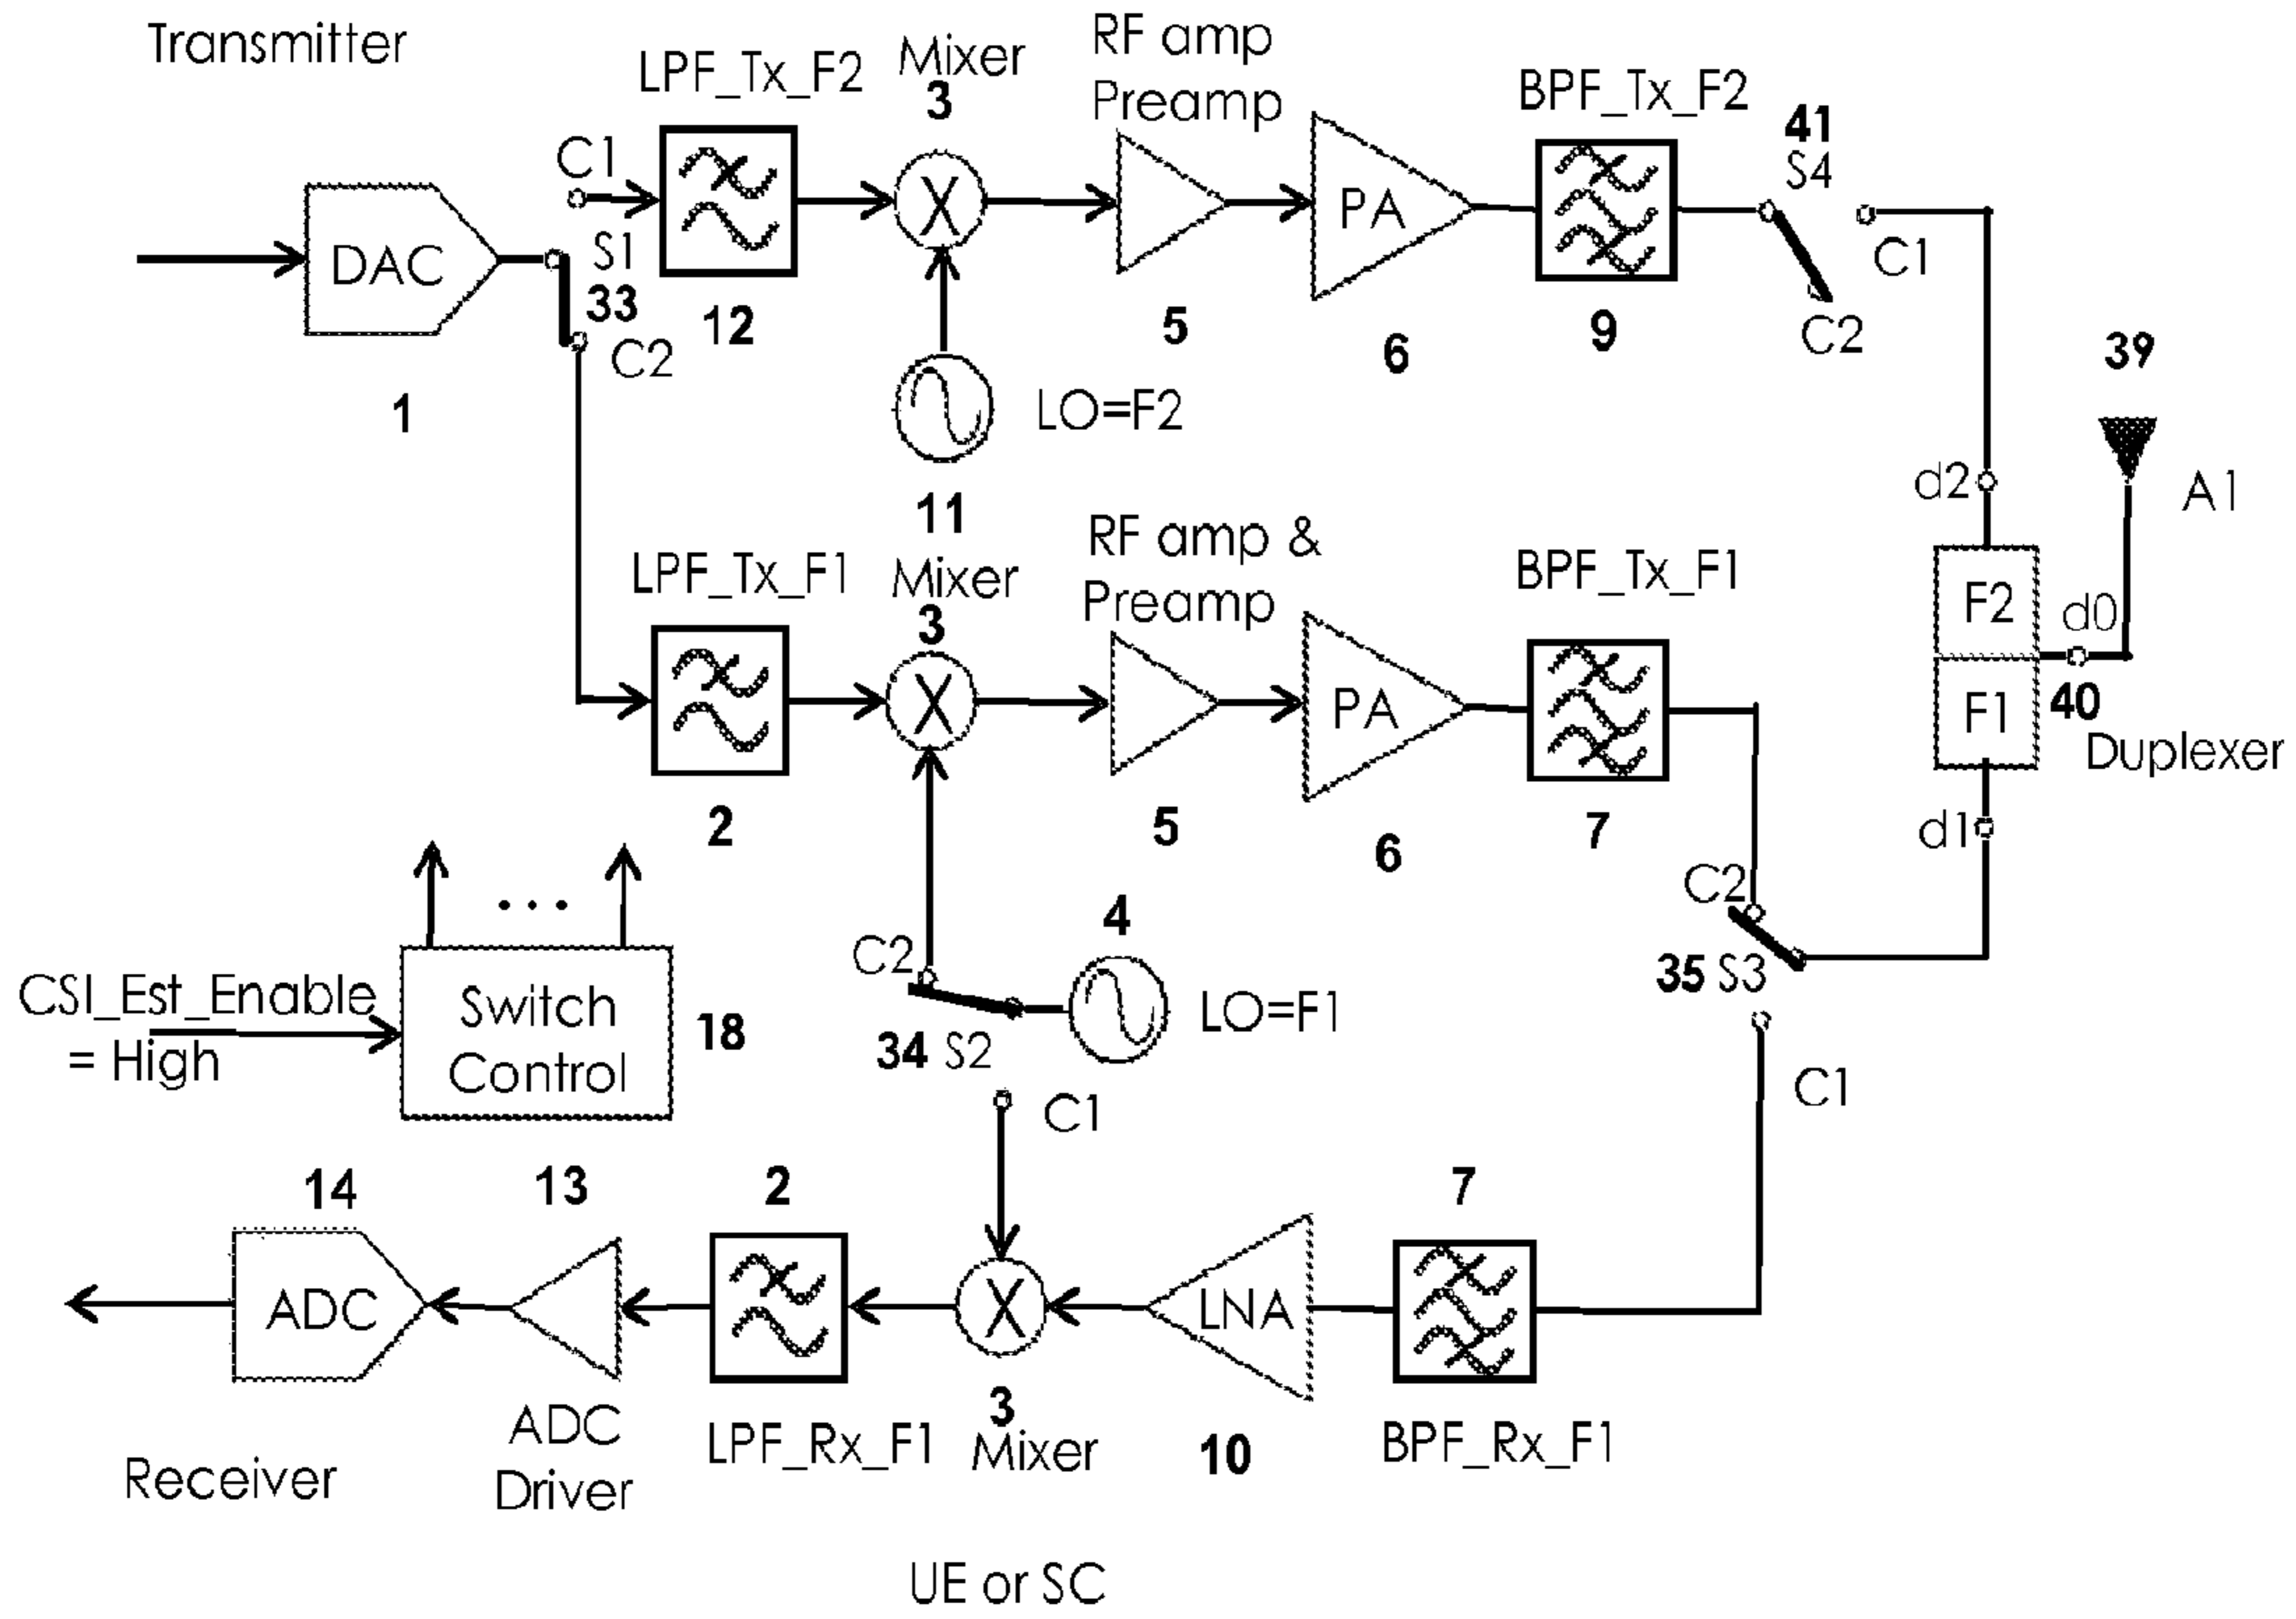 Transmitter
LPF_Tx_F2
Mixer
3
RF amp
Preamp
BPF_Tx_F2
41
S4
C1
C1
C2
DAC
S1
33
C2
1
12
X
PA
5
6
9
LO=F2
11
39
A1
d2
F2
d0
F1
40
Duplexer
d1
LPF_Tx_F1
Mixer
3
RF amp &
Preamp
BPF_Tx_F1
X
PA
2
5
6
7
C2
35 S3
C1
C2
4
LO=F1
34 S2
C1
CSI_Est_Enable
= High
Switch
Control
18
14
13
2
7
ADC
X
LNA
3
Mixer
10
ADC
Driver
LPF_Rx_F1
BPF_Rx_F1
Receiver
UE or SC